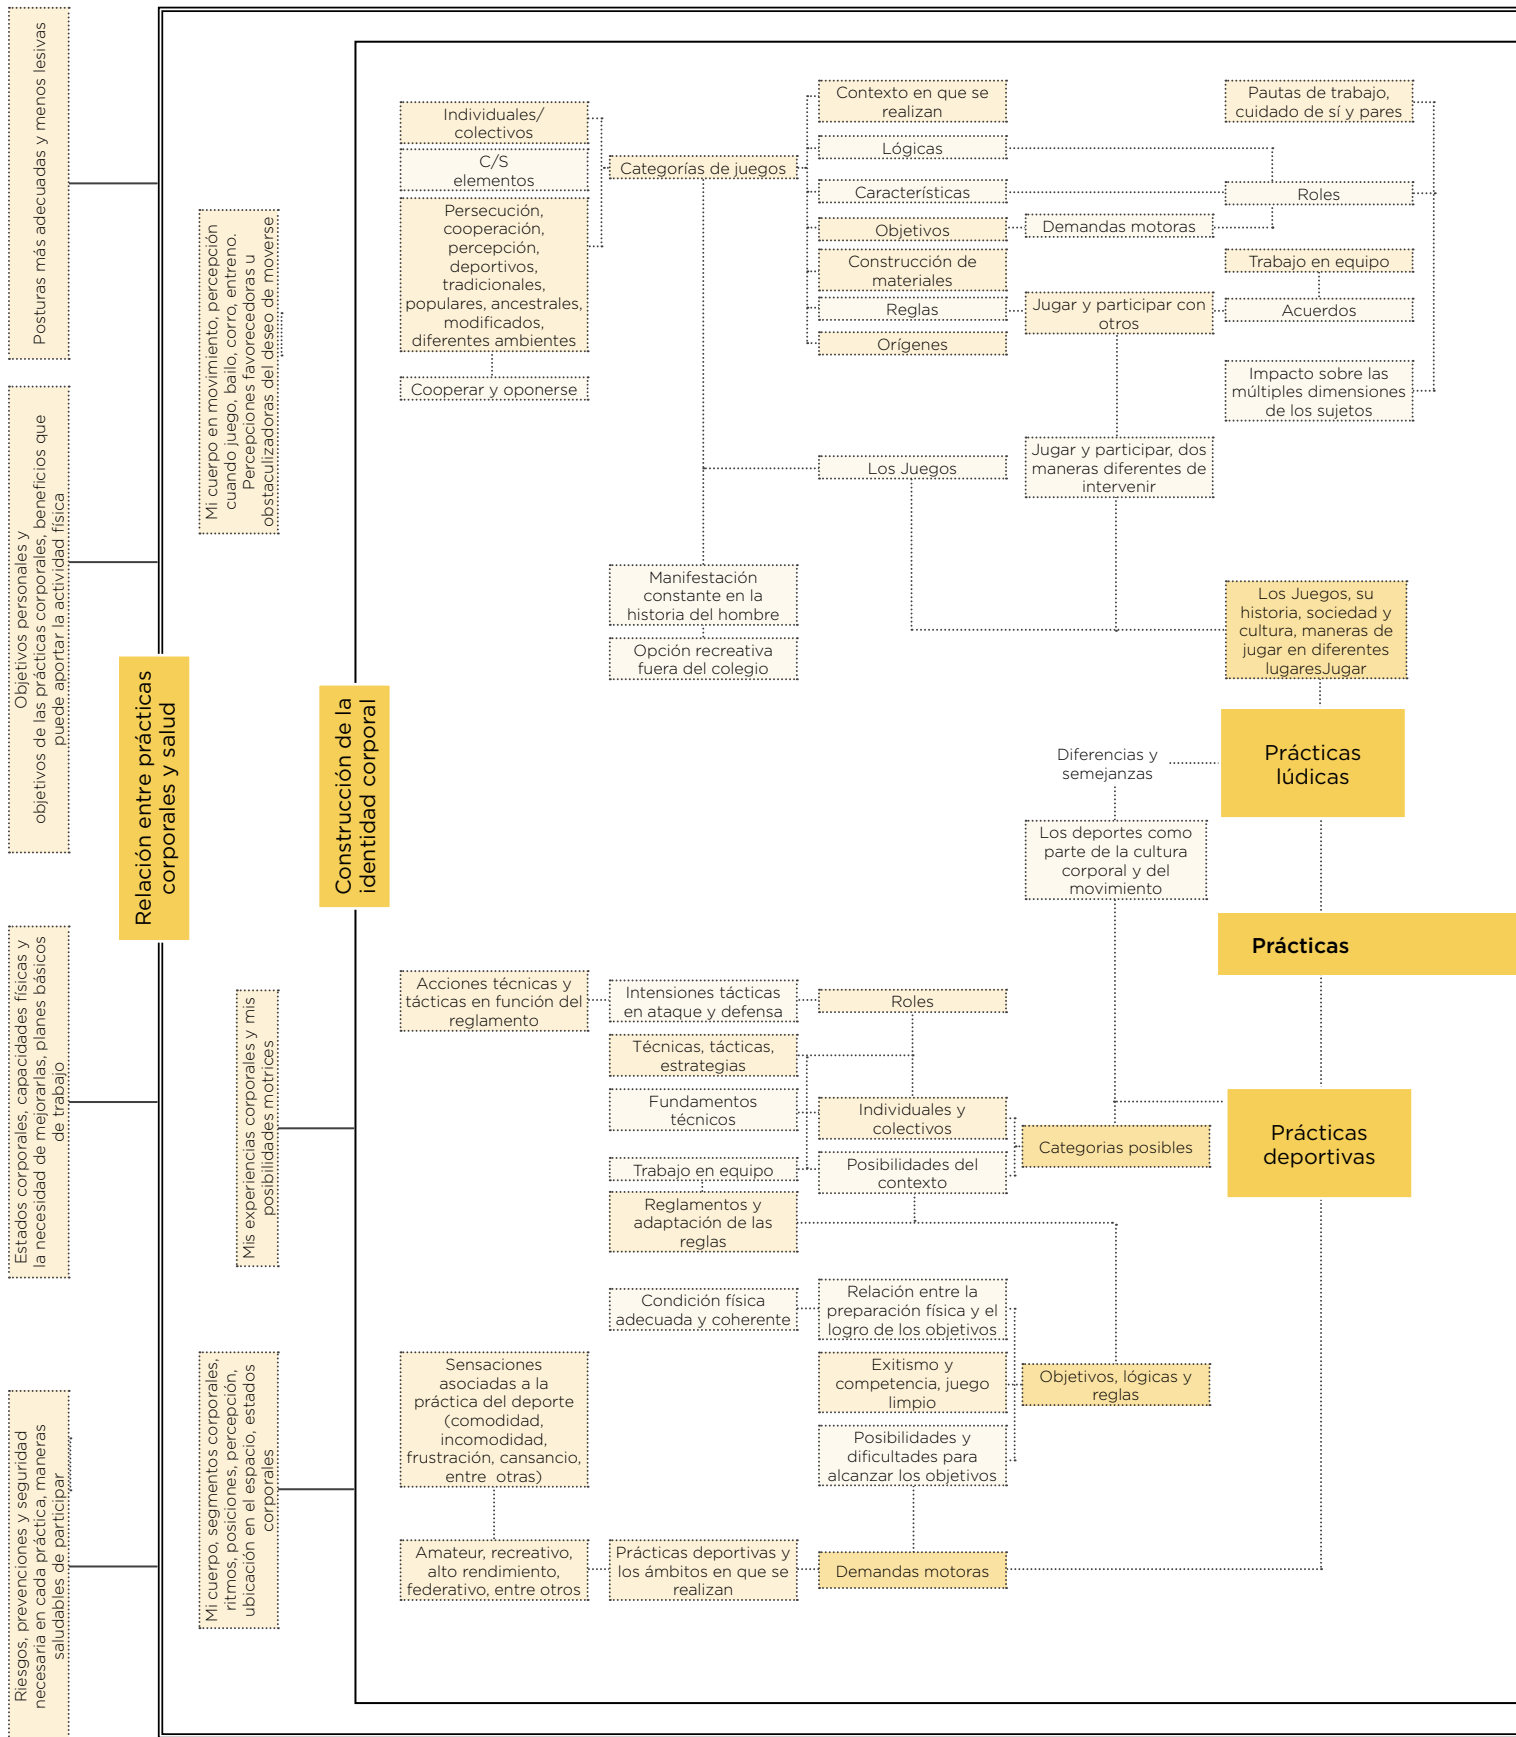 Posturas más adecuadas y menos lesivas
Objetivos personales y
objetivos de las prácticas corporales, beneficios que
puede aportar la actividad física
Estados corporales, capacidades físicas y
la necesidad de mejorarlas, planes básicos
de trabajo
Riesgos, prevenciones y seguridad
necesaria en cada práctica, maneras
saludables de participar
Relación entre prácticas
corporales y salud
Mi cuerpo en movimiento, percepción
cuando juego, bailo, corro, entreno.
Percepciones favorecedoras u
obstaculizadoras del deseo de moverse
Mis experiencias corporales y mis
posibilidades motrices
Mi cuerpo, segmentos corporales,
ritmos, posiciones, percepción,
ubicación en el espacio, estados
corporales
Construcción de la
identidad corporal
Individuales/
colectivos
C/S
elementos
Persecución,
cooperación,
percepción,
deportivos,
tradicionales,
populares, ancestrales,
modificados,
diferentes ambientes
Cooperar y oponerse
Categorías de juegos
Contexto en que se
realizan
Lógicas
Característicás
Objetivos
Construcción de
materiales
Reglas
Orígenes
Demandas motoras
Jugar y participar con
otros
Pautas de trabajo,
cuidado de sí y pares
Roles
Trabajo en equipo
Acuerdos
Impacto sobre las
múltiples dimensiones
de los sujetos
Los Juegos
Jugar y participar, dos
maneras diferentes de
intervenir
Manifestación
constante en la
historia del hombre
Opción recreativa
fuera del colegio
Los Juegos, su
historia, sociedad y
cultura, maneras de
jugar en diferentes
lugaresJugar
Prácticas
lúdicas
Diferencias y
semejanzas
Los deportes como
parte de la cultura
corporal y del
movimiento
Prácticas
Prácticas
deportivas
Acciones técnicas y
tácticas en función del
reglamento
Intensiones tácticas
en ataque y defensa
Roles
Técnicas, tácticas,
estrategias
Fundamentos
técnicos
Individuales y
colectivos
Categorias posibles
Trabajo en equipo
Posibilidades del
contexto
Reglamentos y
adaptación de las
reglas
Condición física
adecuada y coherente
Relación entre la
preparación física y el
logro de los objetivos
Exitismo y
competencia, juego
limpio
Objetivos, lógicas y
reglas
Posibilidades y
dificultades para
alcanzar los objetivos
Sensaciones
asociadas a la
práctica del deporte
(comodidad,
incomodidad,
frustración, cansancio,
entre otras)
Amateur, recreativo,
alto rendimiento,
federativo, entre otros
Prácticas deportivas y
los ámbitos en que se
realizan
Demandas motoras